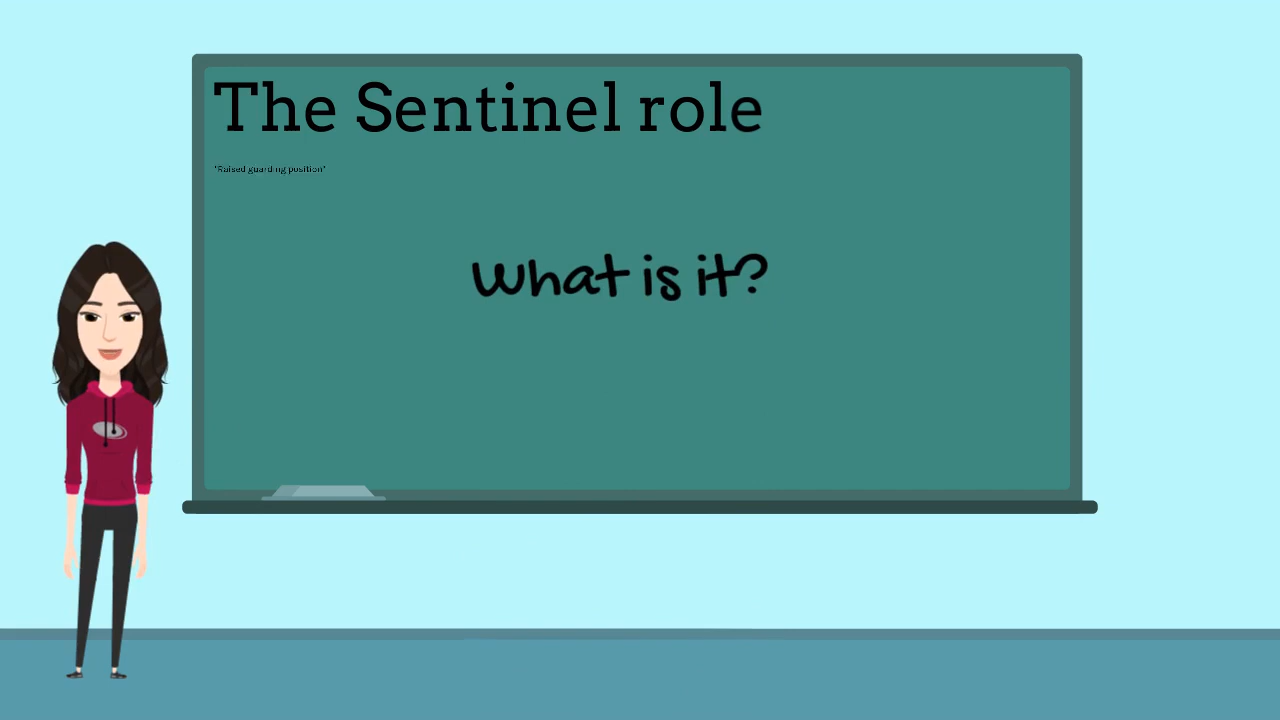 The Sentinel role
"Raised guarding position"
What is it?